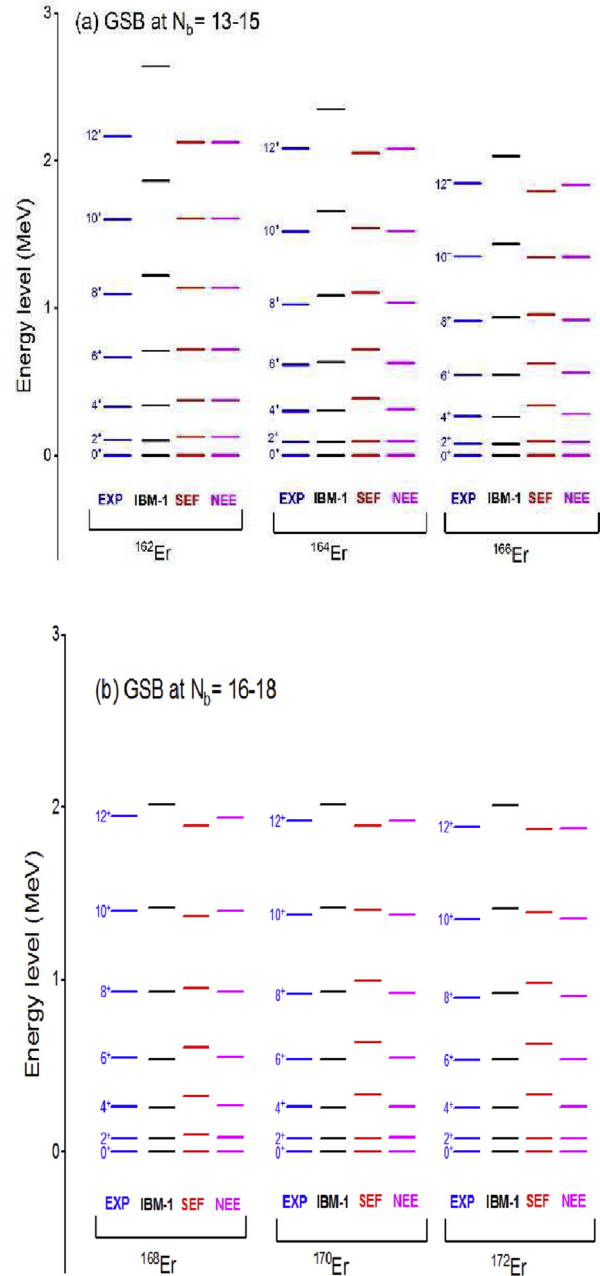 3
(a) GSB at N_b= 13-15
2
1
0
Energy level (MeV)
12⁺ 12⁺ 12⁻
10⁺ 10⁺ 10⁻
8⁺ 8⁺ 8⁺
6⁺ 6⁺ 6⁺
4⁺ 4⁺ 4⁺
2⁺ 2⁺ 2⁺
0⁺ 0⁺ 0⁺
EXP IBM-1 SEF NEE EXP IBM-1 SEF NEE EXP IBM-1 SEF NEE
¹⁶²Er ¹⁶⁴Er ¹⁶⁶Er
3
(b) GSB at N_b= 16-18
2
1
0
Energy level (MeV)
12⁺ 12⁺ 12⁺
10⁺ 10⁺ 10⁺
8⁺ 8⁺ 8⁺
6⁺ 6⁺ 6⁺
4⁺ 4⁺ 4⁺
2⁺ 2⁺ 2⁺
0⁺ 0⁺ 0⁺
EXP IBM-1 SEF NEE EXP IBM-1 SEF NEE EXP IBM-1 SEF NEE
¹⁶⁸Er ¹⁷⁰Er ¹⁷²Er